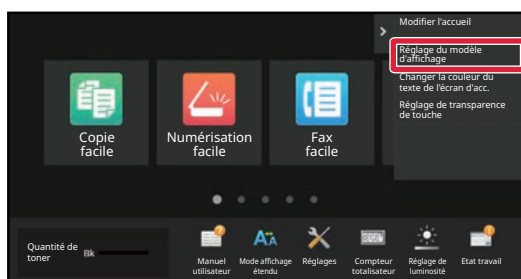 Modifier l'accueil
Réglage du modèle
d'affichage
Changer la couleur du
texte de l'écran d'acc.
Réglage de transparence
de touche
Copie
facile
Numérisation
facile
Fax
facile
Quantité de
toner
Bk
Manuel
utilisateur
Mode affichage
étendu
Réglages
Compteur
totalisateur
Réglage de
luminosité
Etat travail